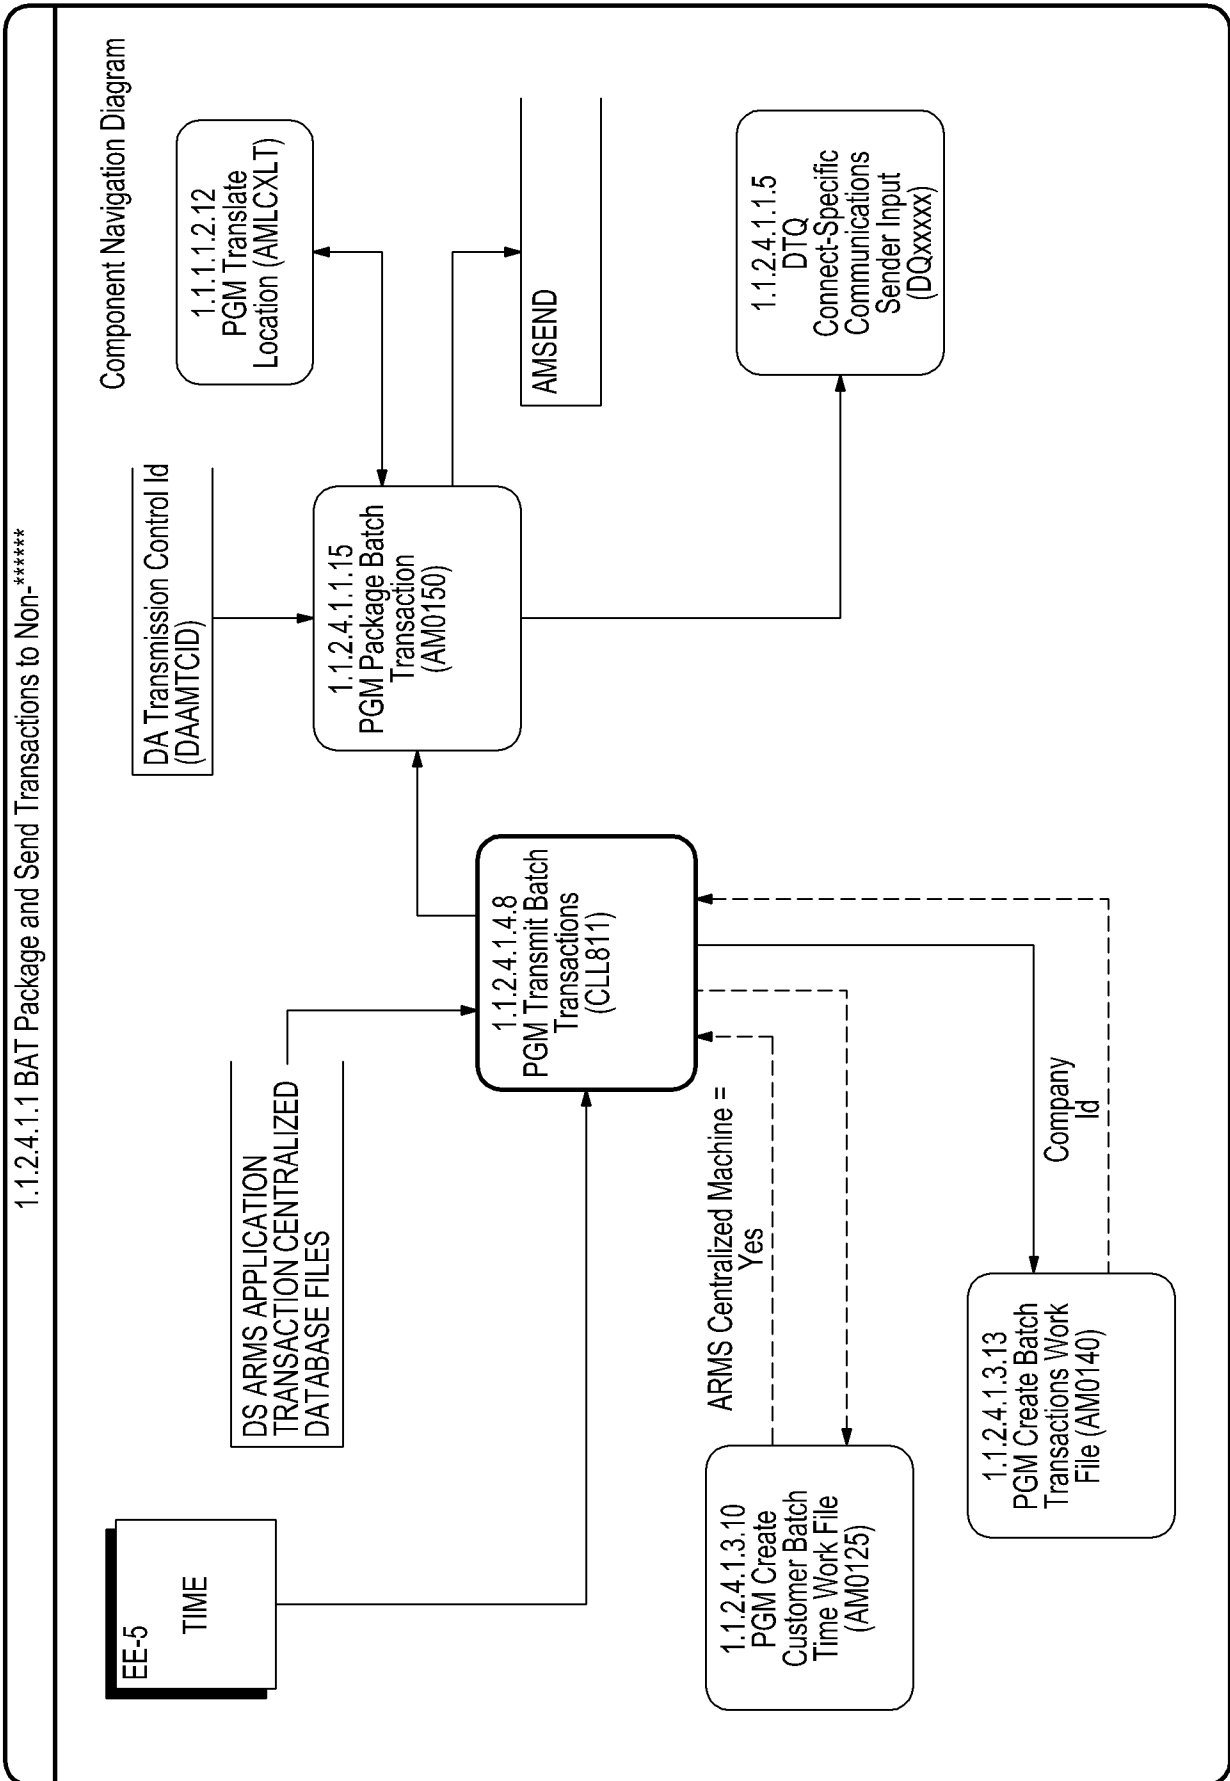 1.1.2.4.1.1 BAT Package and Send Transactions to Non-******
Component Navigation Diagram
EE-5
TIME
DS ARMS APPLICATION
TRANSACTION CENTRALIZED
DATABASE FILES
DA Transmission Control Id
(DAAMTCID)
1.1.1.1.2.12
PGM Translate
Location (AMLCXLT)
1.1.2.4.1.1.15
PGM Package Batch
Transaction
(AM0150)
AMSEND
1.1.2.4.1.4.8
PGM Transmit Batch
Transactions
(CLL811)
1.1.2.4.1.1.5
DTQ
Connect-Specific
Communications
Sender Input
(DQxxxxx)
ARMS Centralized Machine =
Yes
1.1.2.4.1.3.10
PGM Create
Customer Batch
Time Work File
(AM0125)
Company
Id
1.1.2.4.1.3.13
PGM Create Batch
Transactions Work
File (AM0140)